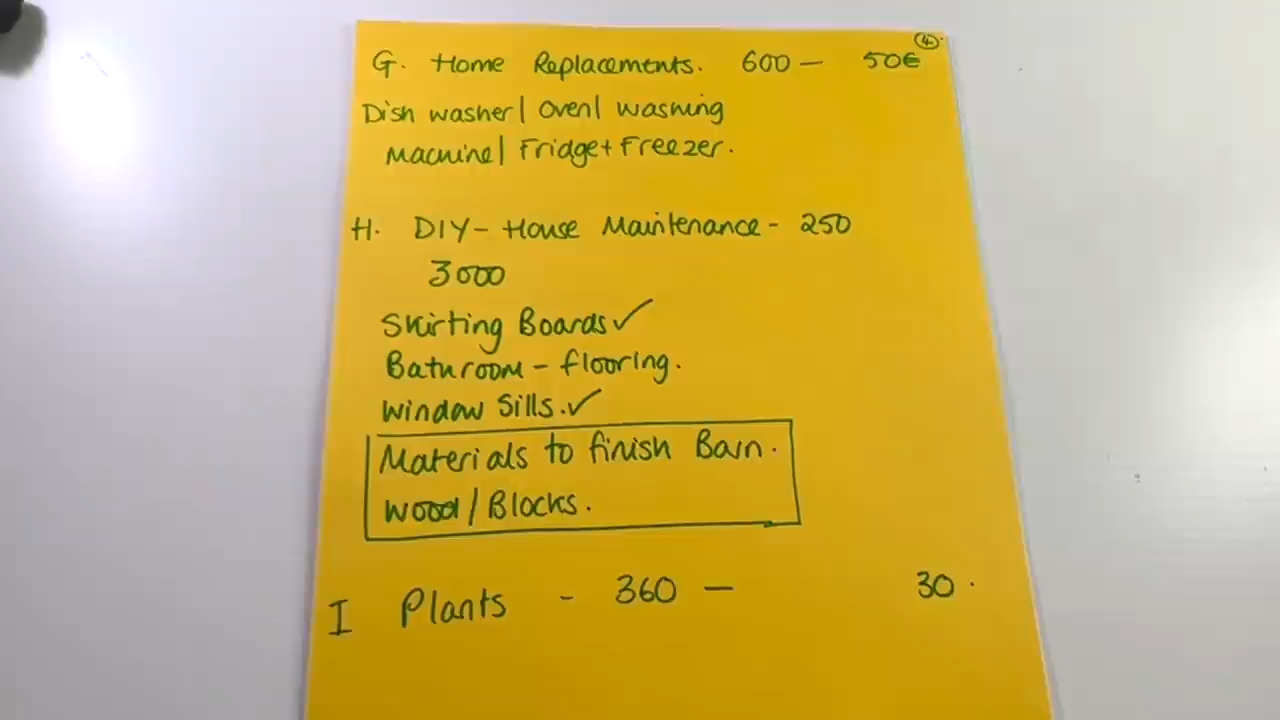 4
G. Home Replacements. 600 — 50€
Dish washer| Oven| washing
Machine| Fridge + Freezer.
H. DIY - House Maintenance - 250
3000
Skirting Boards ✓
Bathroom - flooring.
Window Sills. ✓
Materials to finish Barn.
Wood / Blocks.
I Plants - 360 — 30.